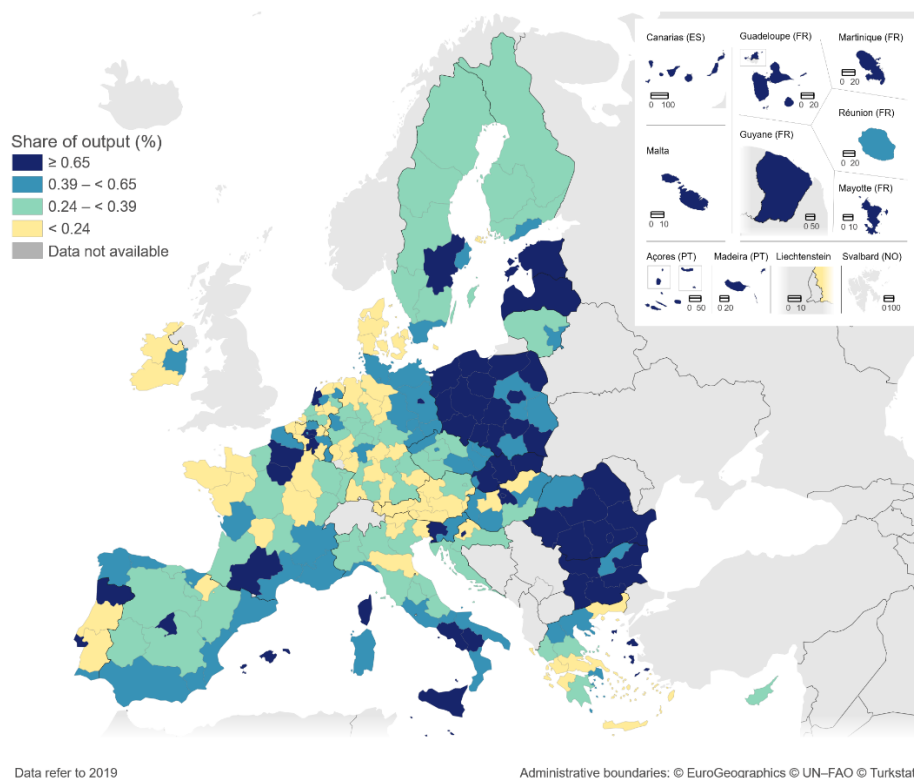 Share of output (%)
≥ 0.65
0.39 – < 0.65
0.24 – < 0.39
< 0.24
Data not available
Canarias (ES)
0 100
Guadeloupe (FR)
0 20
Martinique (FR)
0 20
Réunion (FR)
0 20
Malta
0 10
Guyane (FR)
0 50
Mayotte (FR)
0 10
Açores (PT)
0 50
Madeira (PT)
0 20
Liechtenstein
0 10
Svalbard (NO)
0 100
Data refer to 2019
Administrative boundaries: © EuroGeographics © UN–FAO © Turkstat